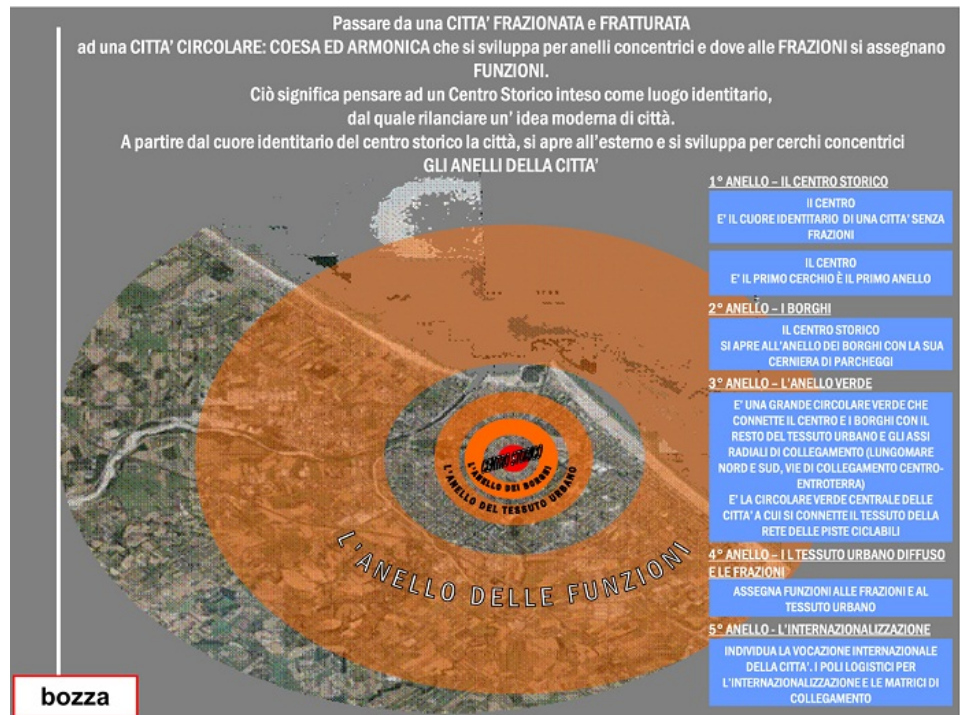 Passare da una CITTA' FRAZIONATA e FRATTURATA
ad una CITTA' CIRCOLARE: COESA ED ARMONICA che si sviluppa per anelli concentrici e dove alle FRAZIONI si assegnano
FUNZIONI.
Ciò significa pensare ad un Centro Storico inteso come luogo identitario,
dal quale rilanciare un' idea moderna di città.
A partire dal cuore identitario del centro storico la città, si apre all'esterno e si sviluppa per cerchi concentrici
GLI ANELLI DELLA CITTA'
1° ANELLO – IL CENTRO STORICO
Il CENTRO
E' IL CUORE IDENTITARIO DI UNA CITTA' SENZA
FRAZIONI
IL CENTRO
E' IL PRIMO CERCHIO È IL PRIMO ANELLO
2° ANELLO – I BORGHI
IL CENTRO STORICO
SI APRE ALL'ANELLO DEI BORGHI CON LA SUA
CERNIERA DI PARCHEGGI
3° ANELLO – L'ANELLO VERDE
E' UNA GRANDE CIRCOLARE VERDE CHE
CONNETTE IL CENTRO E I BORGHI CON IL
RESTO DEL TESSUTO URBANO E GLI ASSI
RADIALI DI COLLEGAMENTO (LUNGOMARE
NORD E SUD, VIE DI COLLEGAMENTO CENTRO-
ENTROTERRA)
E' LA CIRCOLARE VERDE CENTRALE DELLE
CITTA' A CUI SI CONNETTE IL TESSUTO DELLA
RETE DELLE PISTE CICLABILI
4° ANELLO – I L TESSUTO URBANO DIFFUSO
E LE FRAZIONI
ASSEGNA FUNZIONI ALLE FRAZIONI E AL
TESSUTO URBANO
5° ANELLO - L'INTERNAZIONALIZZAZIONE
INDIVIDUA LA VOCAZIONE INTERNAZIONALE
DELLA CITTA'. I POLI LOGISTICI PER
L'INTERNAZIONALIZZAZIONE E LE MATRICI DI
COLLEGAMENTO
CENTRO STORICO
L'ANELLO DEI BORGHI
L'ANELLO DEL TESSUTO URBANO
L'ANELLO DELLE FUNZIONI
bozza